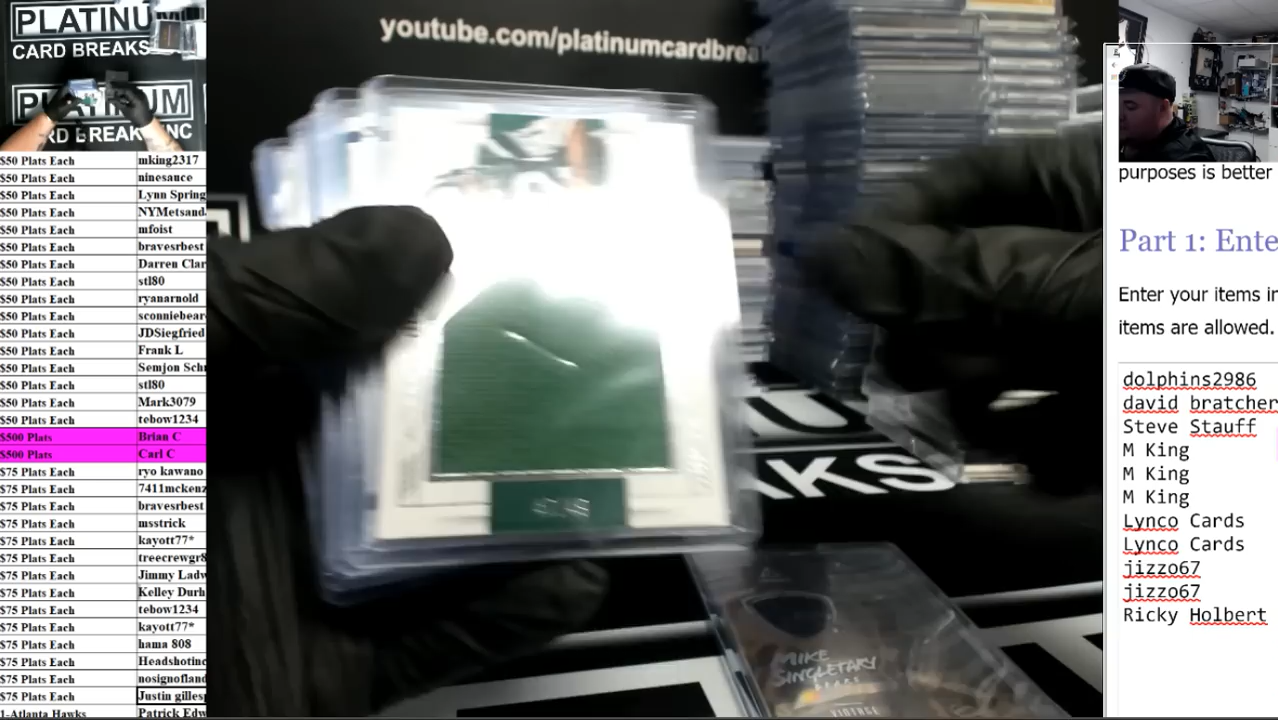 PLATINUM
CARD BREAKS
PLATINUM
CARD BREAKS INC
youtube.com/platinumcardbrea
$50 Plats Each mking2317
$50 Plats Each ninesauce
$50 Plats Each Lynn Spring
$50 Plats Each NYMetsand
$50 Plats Each mfoist
$50 Plats Each bravesrbest
$50 Plats Each Darren Clar
$50 Plats Each stl80
$50 Plats Each ryanarnold
$50 Plats Each sconniebear
$50 Plats Each JDSiegfried
$50 Plats Each Frank L
$50 Plats Each Semjon Sch
$50 Plats Each stl80
$50 Plats Each Mark3079
$50 Plats Each tebow1234
$500 Plats Brian C
$500 Plats Carl C
$75 Plats Each ryo kawano
$75 Plats Each 7411mckenz
$75 Plats Each bravesrbest
$75 Plats Each msstrick
$75 Plats Each kayott77*
$75 Plats Each treecrewgr8
$75 Plats Each Jimmy Ladw
$75 Plats Each Kelley Durh
$75 Plats Each tebow1234
$75 Plats Each kayott77*
$75 Plats Each hama 808
$75 Plats Each Headshotinc
$75 Plats Each nosignofland
$75 Plats Each Justin gilles
1-Atlanta Hawks Patrick Edw
MIKE
SINGLETARY
BEARS
VINTAGE
purposes is better
Part 1: Ente
Enter your items in
items are allowed.
dolphins2986
david bratcher
Steve Stauff
M King
M King
M King
Lynco Cards
Lynco Cards
jizzo67
jizzo67
Ricky Holbert